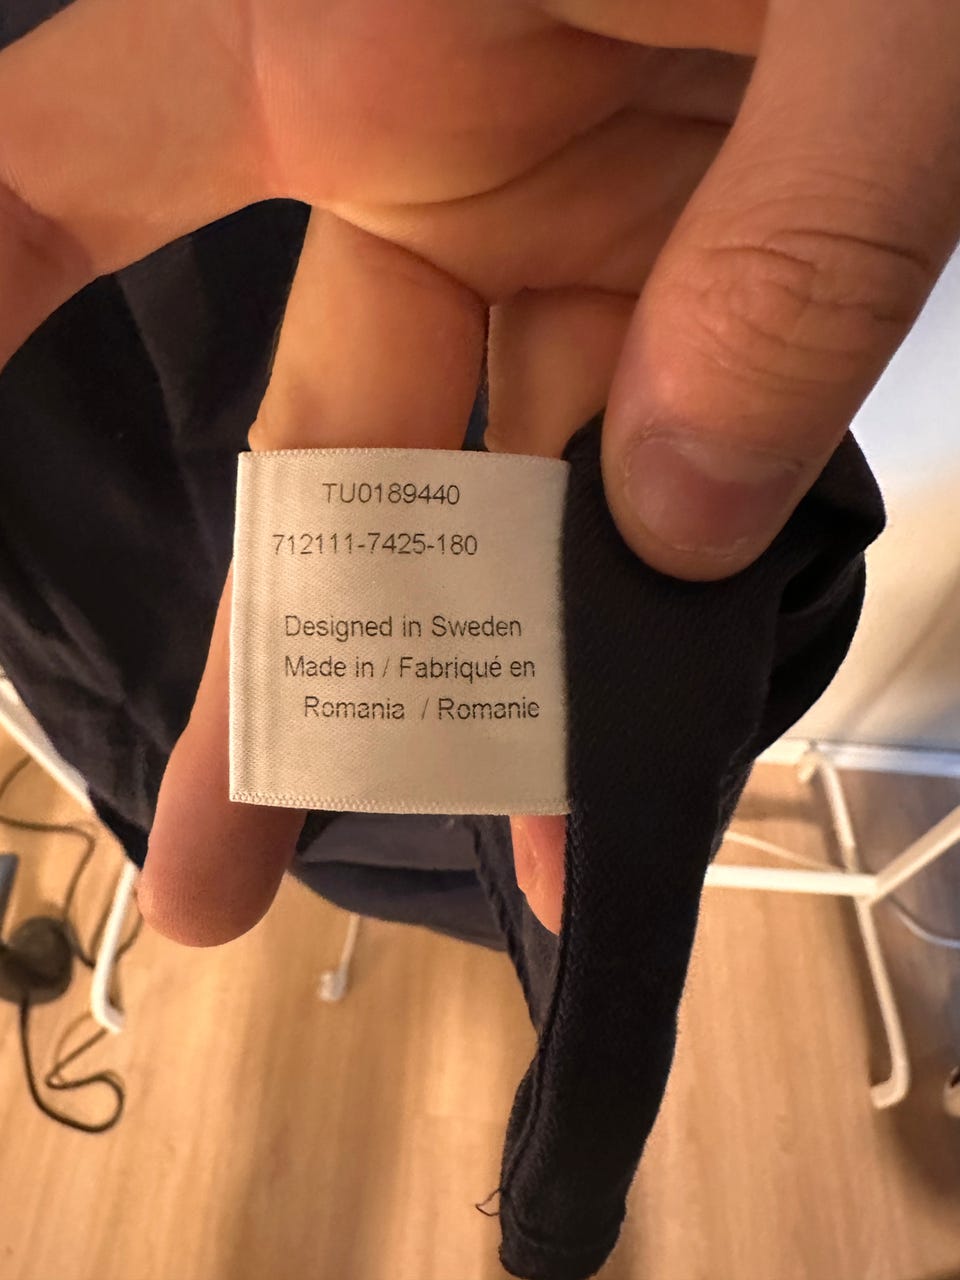 TU0189440
712111-7425-180
Designed in Sweden
Made in / Fabriqué en
Romania / Romanie